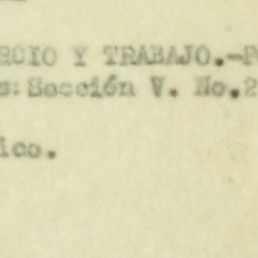 RCIO Y TRABAJO.-P
s: Sección V. No.2
ico.